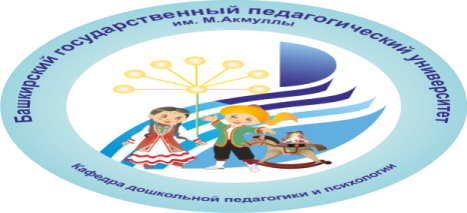 Башкирский государственный педагогический университет
им. М.Акмуллы
Кафедра дошкольной педагогики и психологии